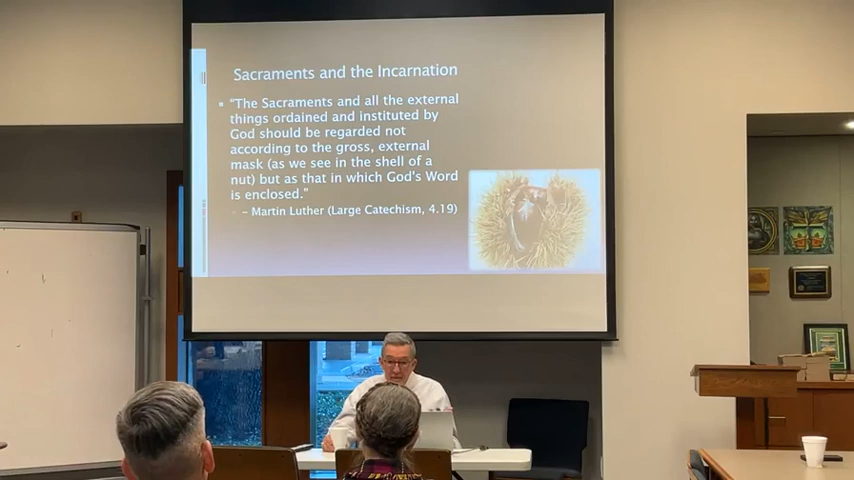 Sacraments and the Incarnation
"The Sacraments and all the external
things ordained and instituted by
God should be regarded not
according to the gross, external
mask (as we see in the shell of a
nut) but as that in which God's Word
is enclosed."
– Martin Luther (Large Catechism, 4.19)